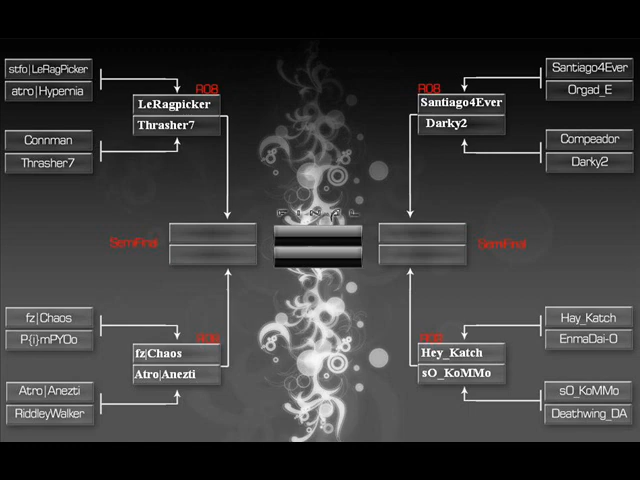 stfo|LeRagPicker
atro|Hypernia
RO8
LeRagpicker
Thrasher7
Connman
Thrasher7
Santiago4Ever
Orgad_E
RO8
Santiago4Ever
Darky2
Compeador
Darky2
FINAL
SemiFinal
SemiFinal
fz|Chaos
P{i}mPYOo
RO8
fz|Chaos
Atro|Anezti
Atro|Anezti
RiddleyWalker
Hay_Katch
EnmaDai-O
RO8
Hey_Katch
sO_KoMMo
sO_KoMMo
Deathwing_DA